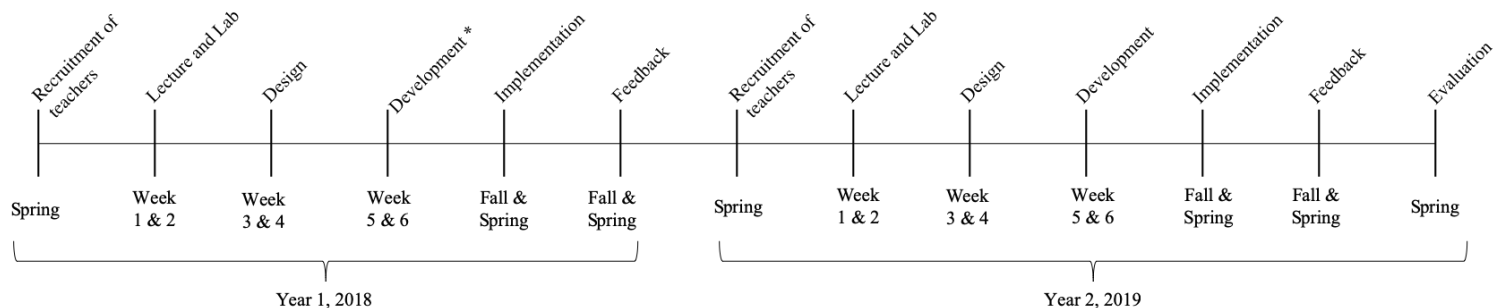 Recruitment of
teachers
Lecture and Lab
Design
Development *
Implementation
Feedback
Recruitment of
teachers
Lecture and Lab
Design
Development
Implementation
Feedback
Evaluation
Spring
Week
1 & 2
Week
3 & 4
Week
5 & 6
Fall &
Spring
Fall &
Spring
Spring
Week
1 & 2
Week
3 & 4
Week
5 & 6
Fall &
Spring
Fall &
Spring
Spring
Year 1, 2018
Year 2, 2019